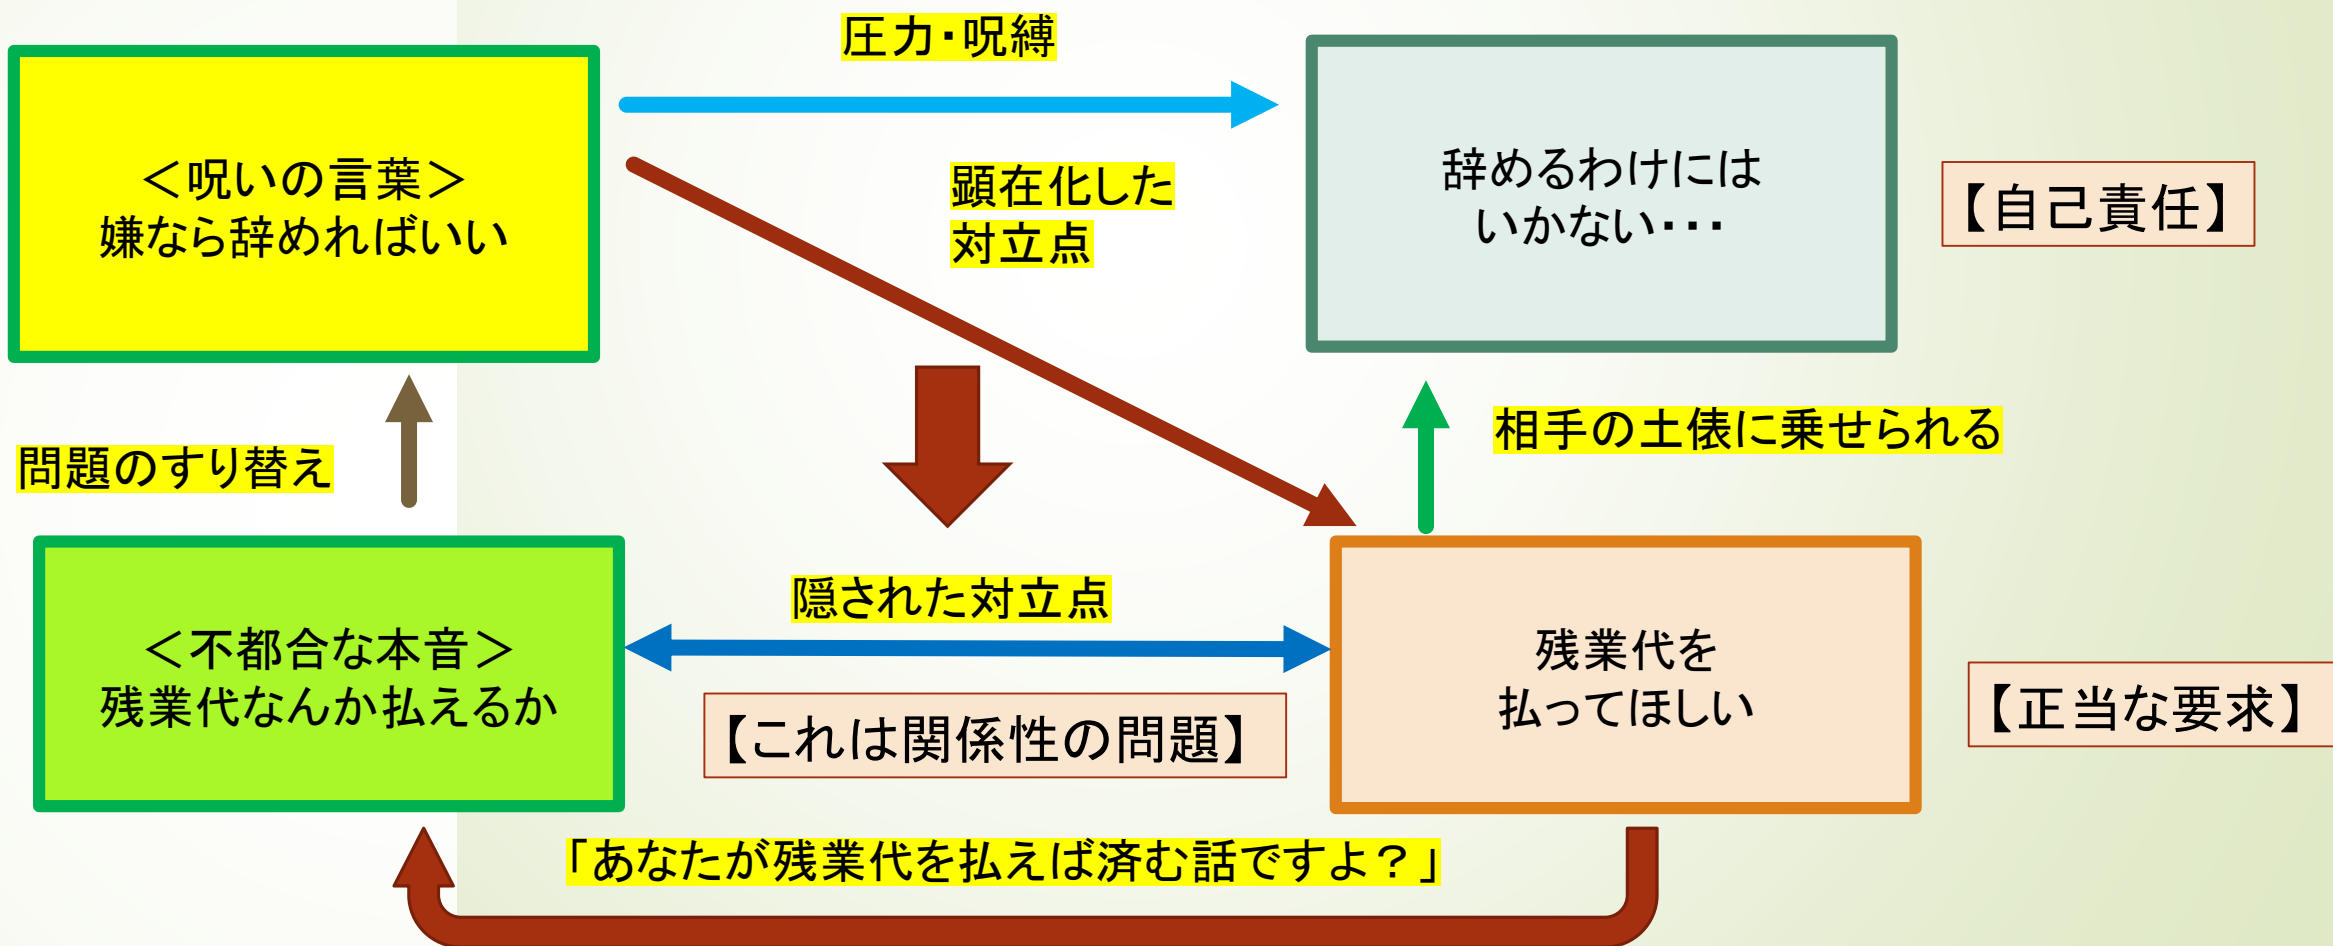 圧力・呪縛
＜呪いの言葉＞
嫌なら辞めればいい
顕在化した
対立点
辞めるわけには
いかない・・・
【自己責任】
問題のすり替え
相手の土俵に乗せられる
隠された対立点
＜不都合な本音＞
残業代なんか払えるか
【これは関係性の問題】
残業代を
払ってほしい
【正当な要求】
「あなたが残業代を払えば済む話ですよ？」